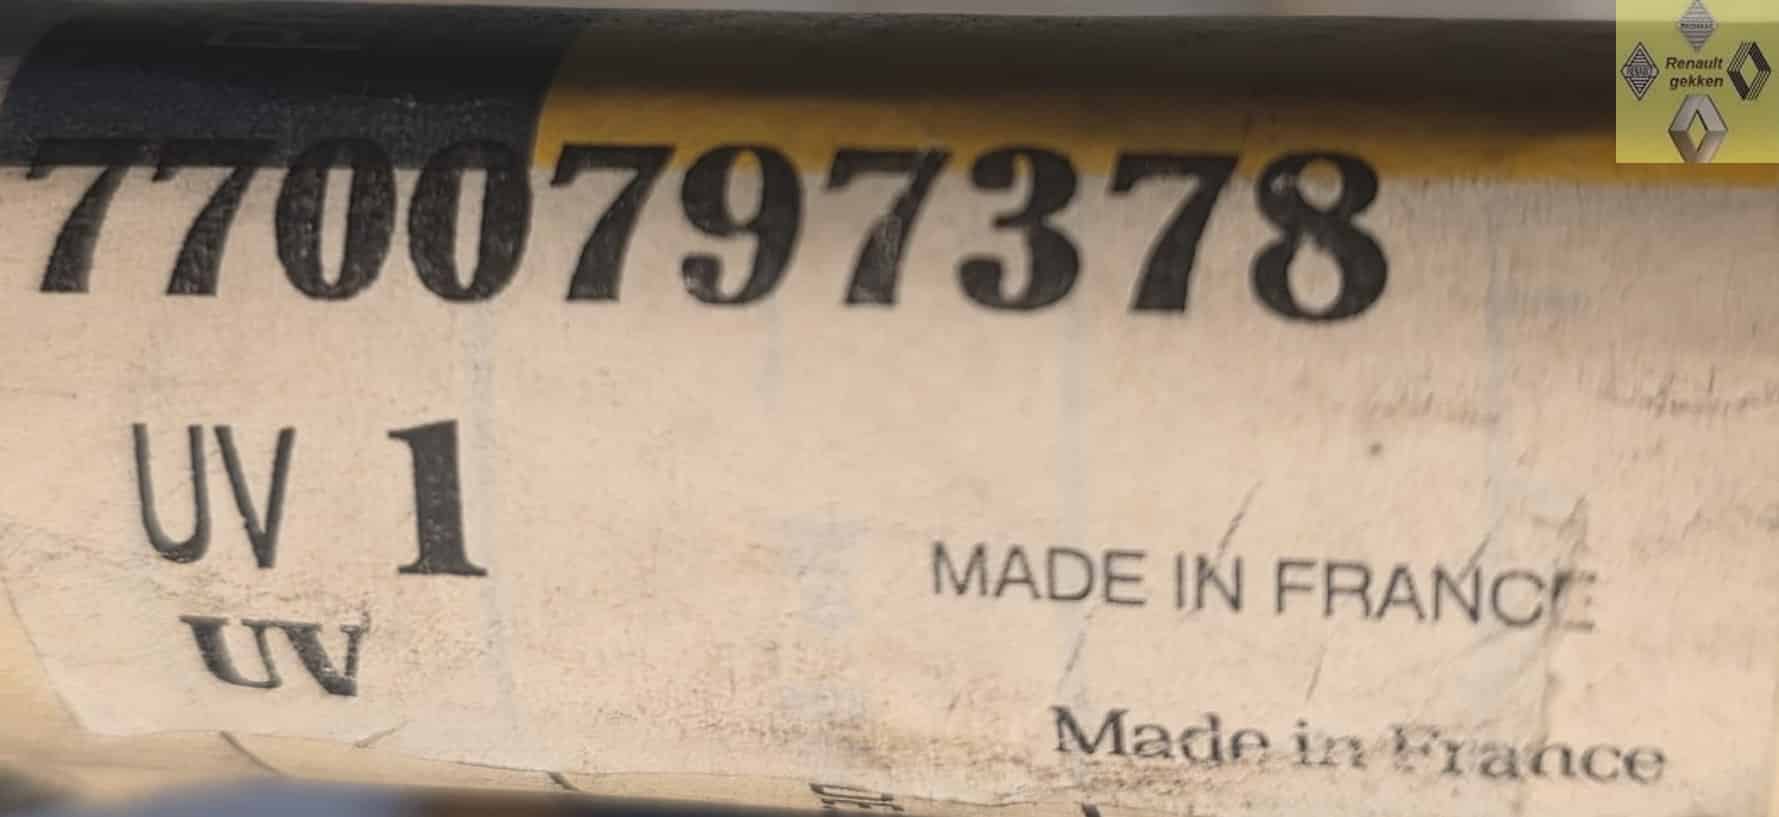 7700797378
UV 1
MADE IN FRANCE
UV
Made in France
Renault
gekken